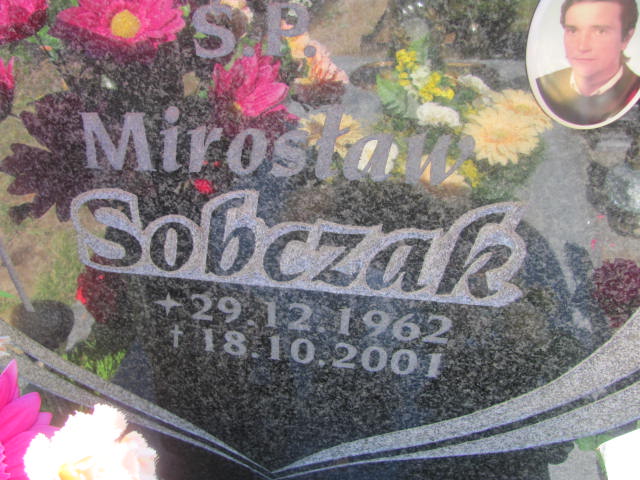 Ś.P.
Mirosław
Sobczak
+ 29.12.1962
† 18.10.2001